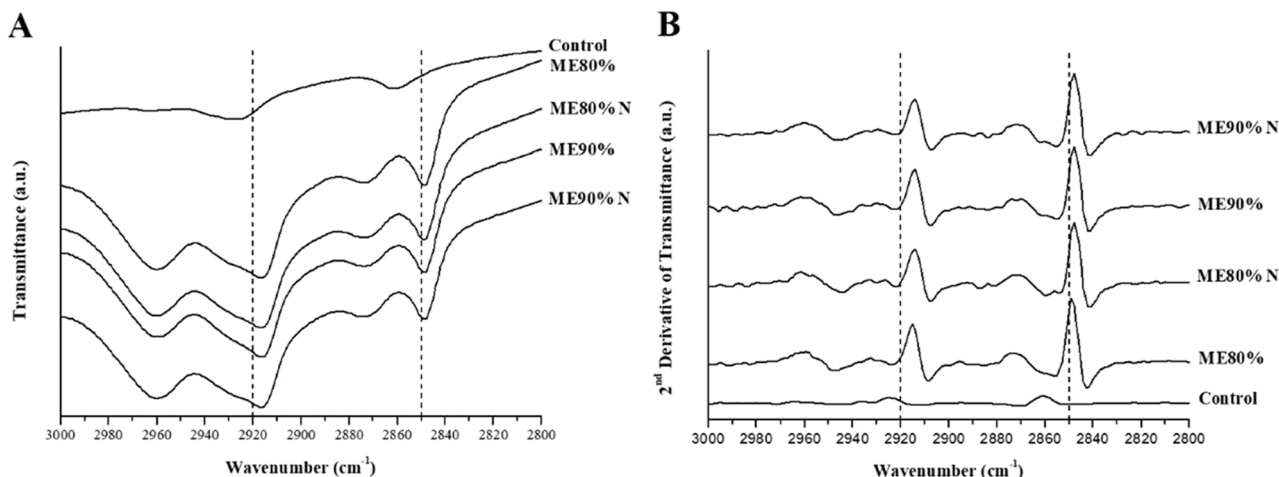 A
Control
ME80%
ME80% N
ME90%
ME90% N
Transmittance (a.u.)
3000 2960 2940 2920 2900 2880 2860 2840 2820 2800
Wavenumber (cm-1)
B
ME90% N
ME90%
ME80% N
ME80%
Control
2nd Derivative of Transmittance (a.u.)
3000 2980 2960 2940 2920 2900 2880 2860 2840 2820 2800
Wavenumber (cm-1)